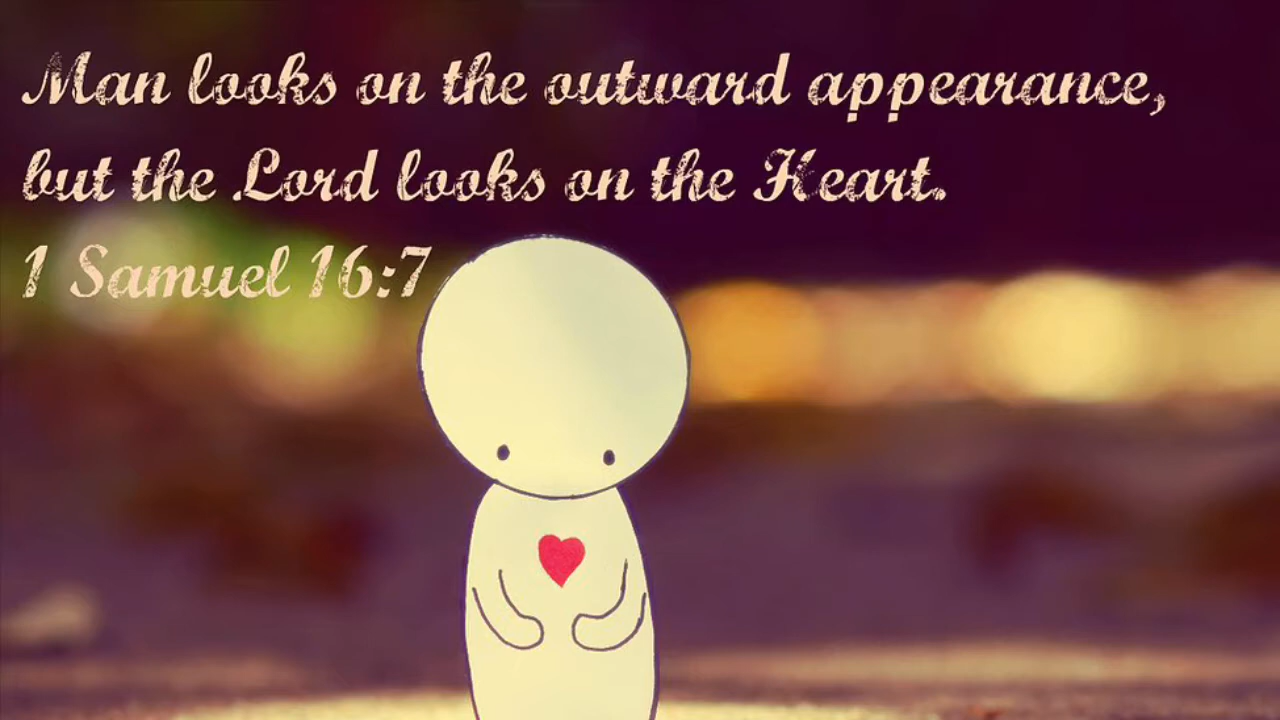 Man looks on the outward appearance,
but the Lord looks on the Heart.
1 Samuel 16:7